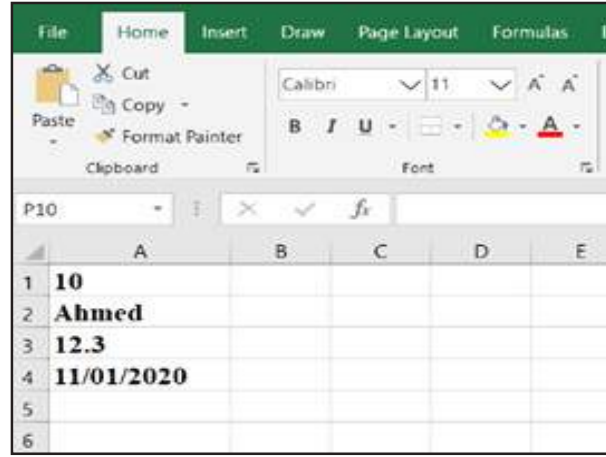 File Home Insert Draw Page Layout Formulas
Cut
Copy
Paste
Format Painter
Calibri 11 A A
B I U A
Clipboard Font
P10 fx
A B C D E
1 10
2 Ahmed
3 12.3
4 11/01/2020
5
6